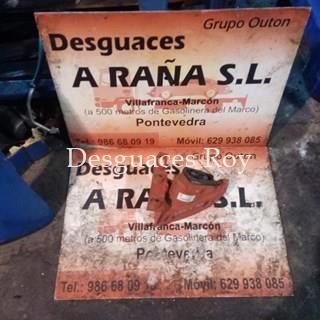 Grupo Outon
Desguaces
A RAÑA S.L.
Villafranca-Marcón
(a 500 metros de Gasolinera del Marco)
Pontevedra
Tel.: 986 68 09 19 Móvil: 629 938 085
Desguaces Roy
Desguaces
A RA S.L.
Villafranca-Marcón
(a 500 metros de Gasolinera del Marco)
Pontevedra
Tel.: 986 68 09 Móvil: 629 938 085